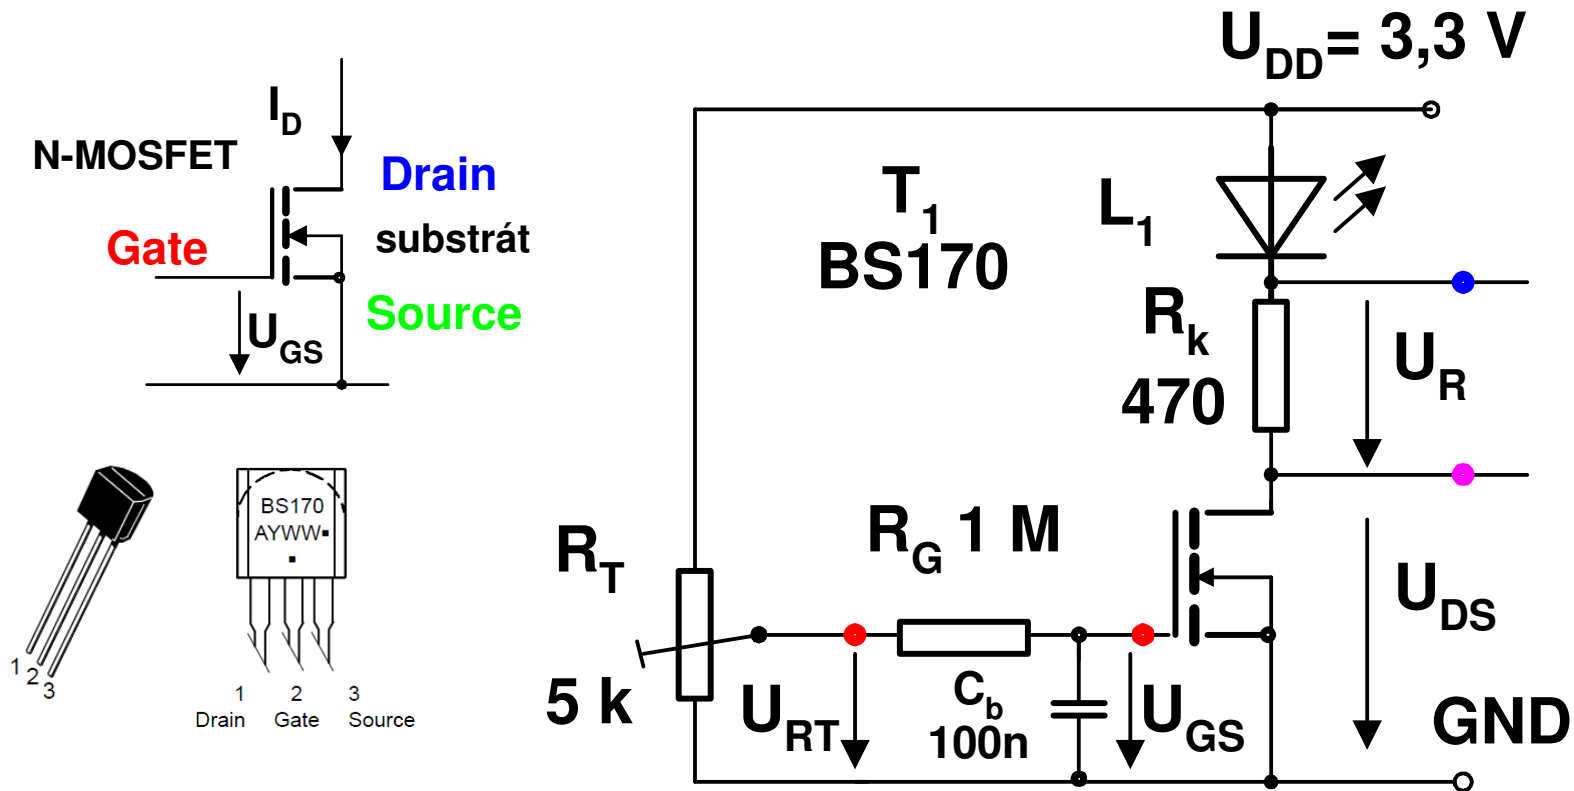 U_DD = 3,3 V
I_D
N-MOSFET
Drain
Gate
substrát
Source
U_GS
T_1
BS170
L_1
R_k
470
U_R
BS170
AYWW▪
▪
1
2
3
1 2 3
Drain Gate Source
R_T
5 k
R_G 1 M
U_RT
C_b
100n
U_GS
U_DS
GND